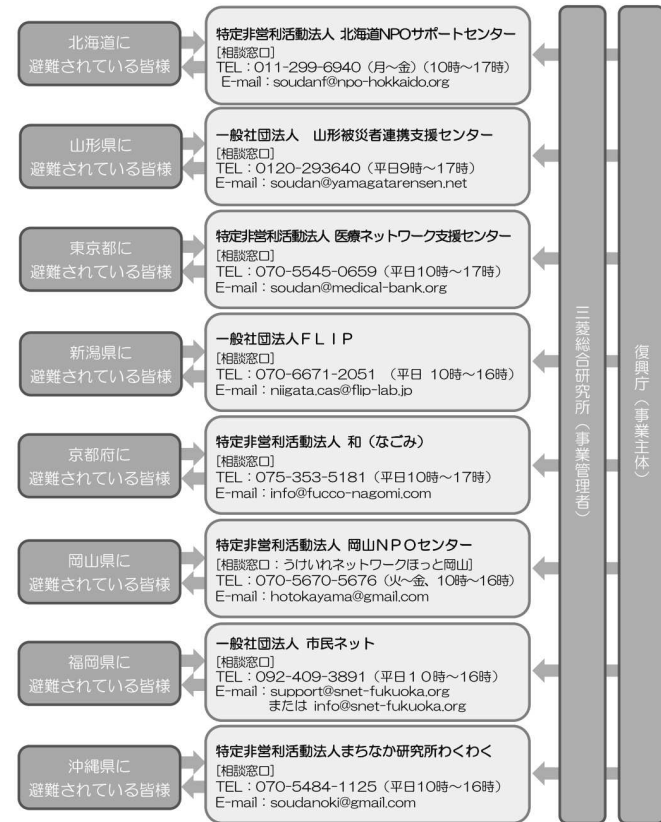 北海道に
避難されている皆様
特定非営利活動法人 北海道NPOサポートセンター
[相談窓口]
TEL：011-299-6940（月～金）（10時～17時）
E-mail：soudanf@npo-hokkaido.org
山形県に
避難されている皆様
一般社団法人　山形被災者連携支援センター
[相談窓口]
TEL：0120-293640（平日9時～17時）
E-mail：soudan@yamagatarensen.net
東京都に
避難されている皆様
特定非営利活動法人 医療ネットワーク支援センター
[相談窓口]
TEL：070-5545-0659（平日10時～17時）
E-mail：soudan@medical-bank.org
新潟県に
避難されている皆様
一般社団法人ＦＬＩＰ
[相談窓口]
TEL：070-6671-2051　（平日 10時～16時）
E-mail：niigata.cas@flip-lab.jp
京都府に
避難されている皆様
特定非営利活動法人 和（なごみ）
[相談窓口]
TEL：075-353-5181（平日10時～17時）
E-mail：info@fucco-nagomi.com
岡山県に
避難されている皆様
特定非営利活動法人 岡山ＮＰＯセンター
[相談窓口：うけいれネットワークほっと岡山]
TEL：070-5670-5676（火～金、10時～16時）
E-mail：hotokayama@gmail.com
福岡県に
避難されている皆様
一般社団法人 市民ネット
[相談窓口]
TEL：092-409-3891（平日１０時～16時）
E-mail：support@snet-fukuoka.org
または info@snet-fukuoka.org
沖縄県に
避難されている皆様
特定非営利活動法人まちなか研究所わくわく
[相談窓口]
TEL：070-5484-1125（平日10時～16時）
E-mail：soudanoki@gmail.com
三菱総合研究所（事業管理者）
復興庁（事業主体）